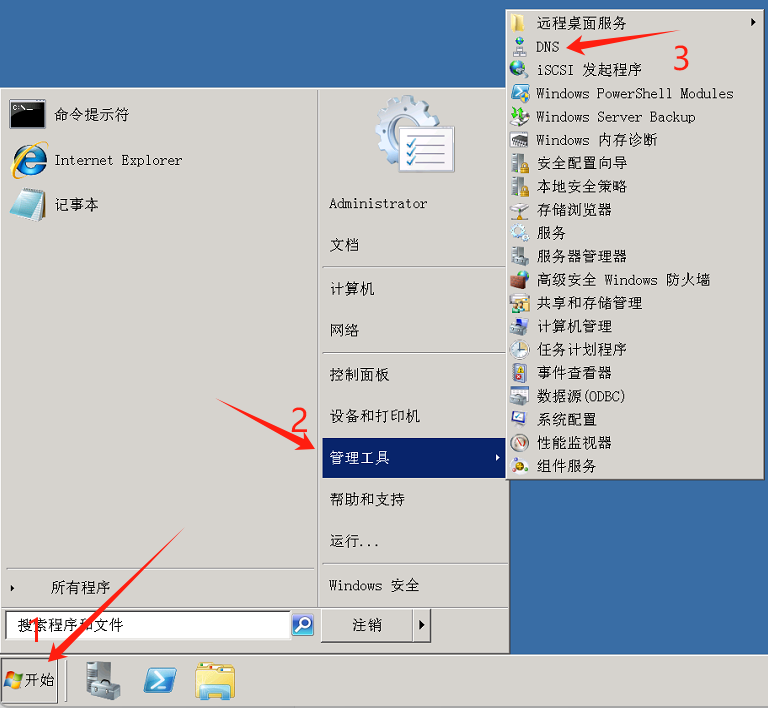 命令提示符
Internet Explorer
记事本
所有程序
搜索程序和文件
Administrator
文档
计算机
网络
控制面板
设备和打印机
管理工具
帮助和支持
运行...
Windows 安全
注销
远程桌面服务
DNS
iSCSI 发起程序
Windows PowerShell Modules
Windows Server Backup
Windows 内存诊断
安全配置向导
本地安全策略
存储浏览器
服务
服务器管理器
高级安全 Windows 防火墙
共享和存储管理
计算机管理
任务计划程序
事件查看器
数据源(ODBC)
系统配置
性能监视器
组件服务
开始
1
2
3